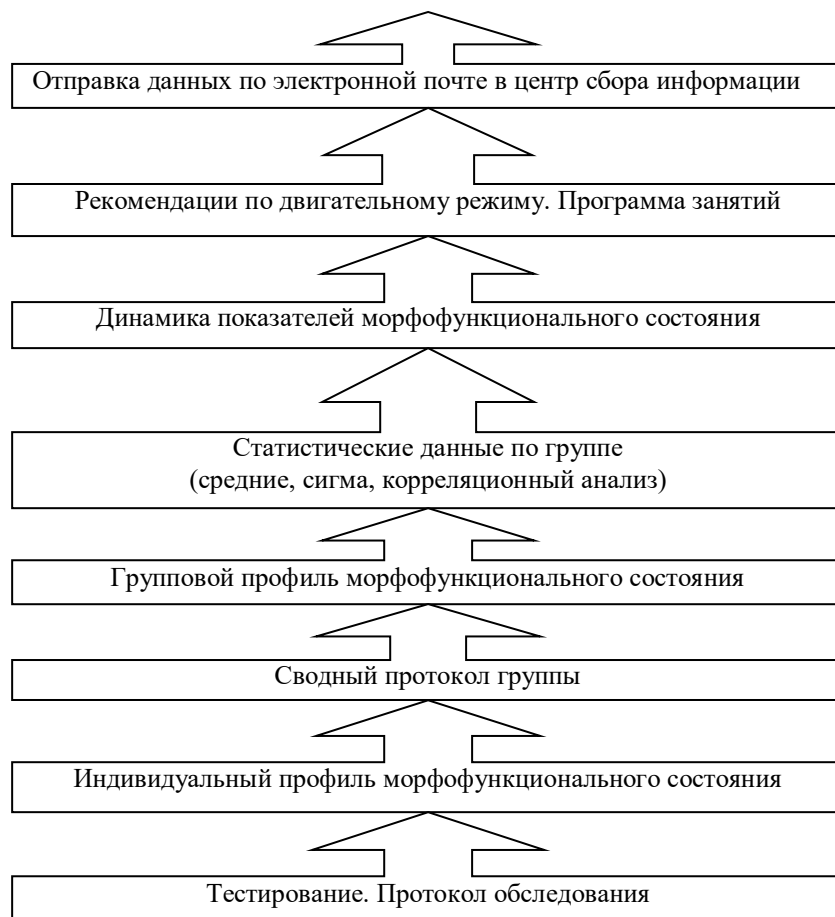 Отправка данных по электронной почте в центр сбора информации
Рекомендации по двигательному режиму. Программа занятий
Динамика показателей морфофункционального состояния
Статистические данные по группе
(средние, сигма, корреляционный анализ)
Групповой профиль морфофункционального состояния
Сводный протокол группы
Индивидуальный профиль морфофункционального состояния
Тестирование. Протокол обследования